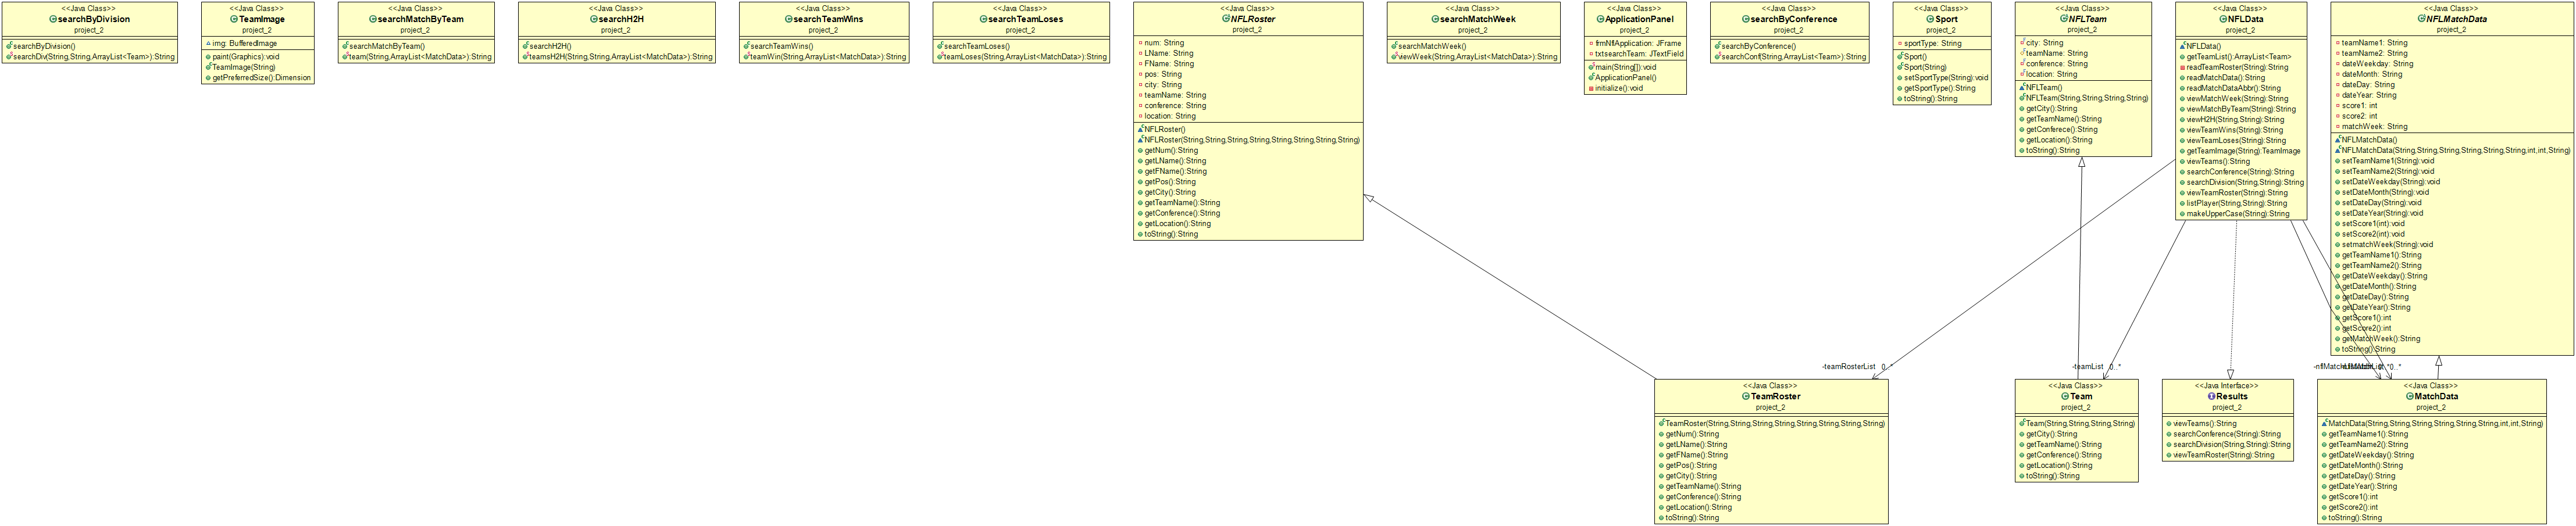 <<Java Class>>
searchByDivision
project_2
searchByDivision()
searchDiv(String,String,ArrayList<Team>):String
<<Java Class>>
TeamImage
project_2
img: BufferedImage
paint(Graphics):void
TeamImage(String)
getPreferredSize():Dimension
<<Java Class>>
searchMatchByTeam
project_2
searchMatchByTeam()
team(String,ArrayList<MatchData>):String
<<Java Class>>
searchH2H
project_2
searchH2H()
teamsH2H(String,String,ArrayList<MatchData>):String
<<Java Class>>
searchTeamWins
project_2
searchTeamWins()
teamWin(String,ArrayList<MatchData>):String
<<Java Class>>
searchTeamLoses
project_2
searchTeamLoses()
teamLoses(String,ArrayList<MatchData>):String
<<Java Class>>
NFLRoster
project_2
num: String
LName: String
FName: String
pos: String
city: String
teamName: String
conference: String
location: String
NFLRoster()
NFLRoster(String,String,String,String,String,String,String,String)
getNum():String
getLName():String
getFName():String
getPos():String
getCity():String
getTeamName():String
getConference():String
getLocation():String
toString():String
<<Java Class>>
searchMatchWeek
project_2
searchMatchWeek()
viewWeek(String,ArrayList<MatchData>):String
<<Java Class>>
ApplicationPanel
project_2
frmNflApplication: JFrame
txtsearchTeam: JTextField
main(String[]):void
ApplicationPanel()
initialize():void
<<Java Class>>
searchByConference
project_2
searchByConference()
searchConf(String,ArrayList<Team>):String
<<Java Class>>
Sport
project_2
sportType: String
Sport()
Sport(String)
setSportType(String):void
getSportType():String
toString():String
<<Java Class>>
NFLTeam
project_2
city: String
teamName: String
conference: String
location: String
NFLTeam()
NFLTeam(String,String,String,String)
getCity():String
getTeamName():String
getConferece():String
getLocation():String
toString():String
<<Java Class>>
NFLData
project_2
NFLData()
getTeamList():ArrayList<Team>
readTeamRoster(String):String
readMatchData():String
readMatchDataAbbr():String
viewMatchWeek(String):String
viewMatchByTeam(String):String
viewH2H(String,String):String
viewTeamWins(String):String
viewTeamLoses(String):String
getTeamImage(String):TeamImage
viewTeams():String
searchConference(String):String
searchDivision(String,String):String
viewTeamRoster(String):String
listPlayer(String,String):String
makeUpperCase(String):String
<<Java Class>>
NFLMatchData
project_2
teamName1: String
teamName2: String
dateWeekday: String
dateMonth: String
dateDay: String
dateYear: String
score1: int
score2: int
matchWeek: String
NFLMatchData()
NFLMatchData(String,String,String,String,String,String,int,int,String)
setTeamName1(String):void
setTeamName2(String):void
setDateWeekday(String):void
setDateMonth(String):void
setDateDay(String):void
setDateYear(String):void
setScore1(int):void
setScore2(int):void
setmatchWeek(String):void
getTeamName1():String
getTeamName2():String
getDateWeekday():String
getDateMonth():String
getDateDay():String
getDateYear():String
getScore1():int
getScore2():int
getMatchWeek():String
toString():String
-teamRosterList 0..*
-teamList 0..*
0..*
<<Java Class>>
TeamRoster
project_2
TeamRoster(String,String,String,String,String,String,String,String)
getNum():String
getLName():String
getFName():String
getPos():String
getCity():String
getTeamName():String
getConference():String
getLocation():String
toString():String
<<Java Class>>
Team
project_2
Team(String,String,String,String)
getCity():String
getTeamName():String
getConference():String
getLocation():String
toString():String
<<Java Interface>>
Results
project_2
viewTeams():String
searchConference(String):String
searchDivision(String,String):String
viewTeamRoster(String):String
<<Java Class>>
MatchData
project_2
MatchData(String,String,String,String,String,String,int,int,String)
getTeamName1():String
getTeamName2():String
getDateWeekday():String
getDateMonth():String
getDateDay():String
getDateYear():String
getScore1():int
getScore2():int
toString():String